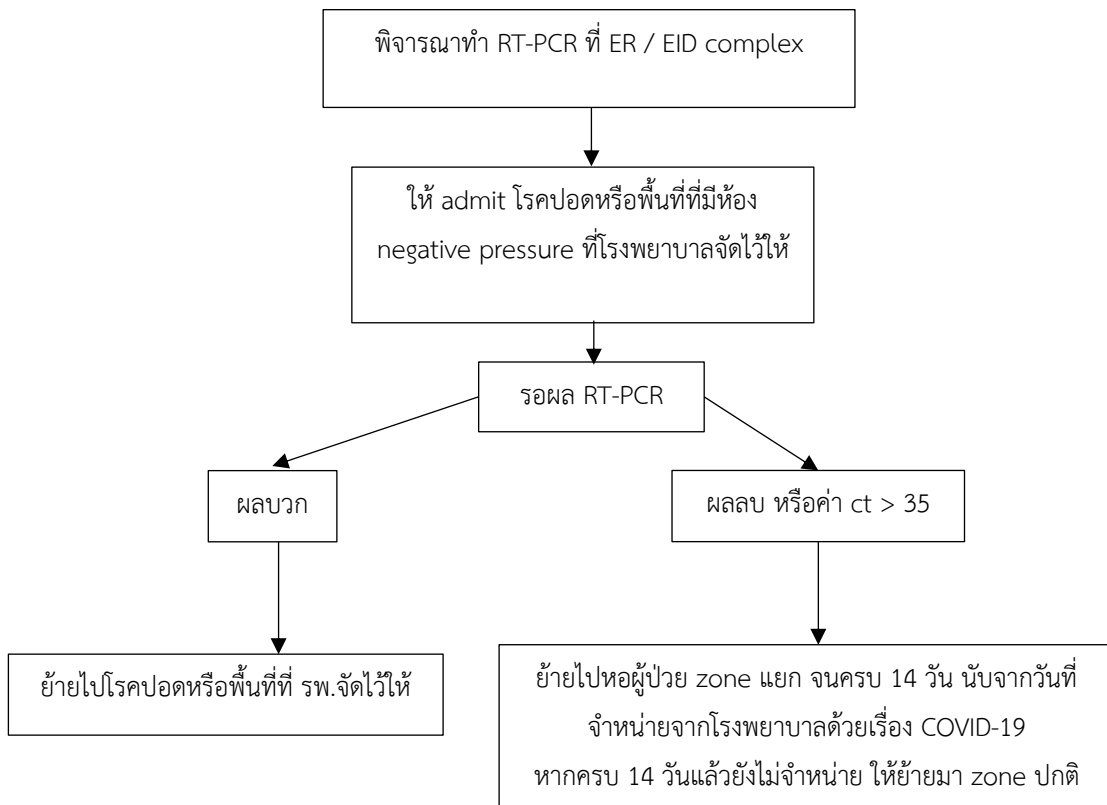 พิจารณาทำ RT-PCR ที่ ER / EID complex
ให้ admit โรคปอดหรือพื้นที่ที่มีห้อง
negative pressure ที่โรงพยาบาลจัดไว้ให้
รอผล RT-PCR
ผลบวก
ผลลบ หรือค่า ct > 35
ย้ายไปโรคปอดหรือพื้นที่ที่ รพ.จัดไว้ให้
ย้ายไปหอผู้ป่วย zone แยก จนครบ 14 วัน นับจากวันที่
จำหน่ายจากโรงพยาบาลด้วยเรื่อง COVID-19
หากครบ 14 วันแล้วยังไม่จำหน่าย ให้ย้ายมา zone ปกติ